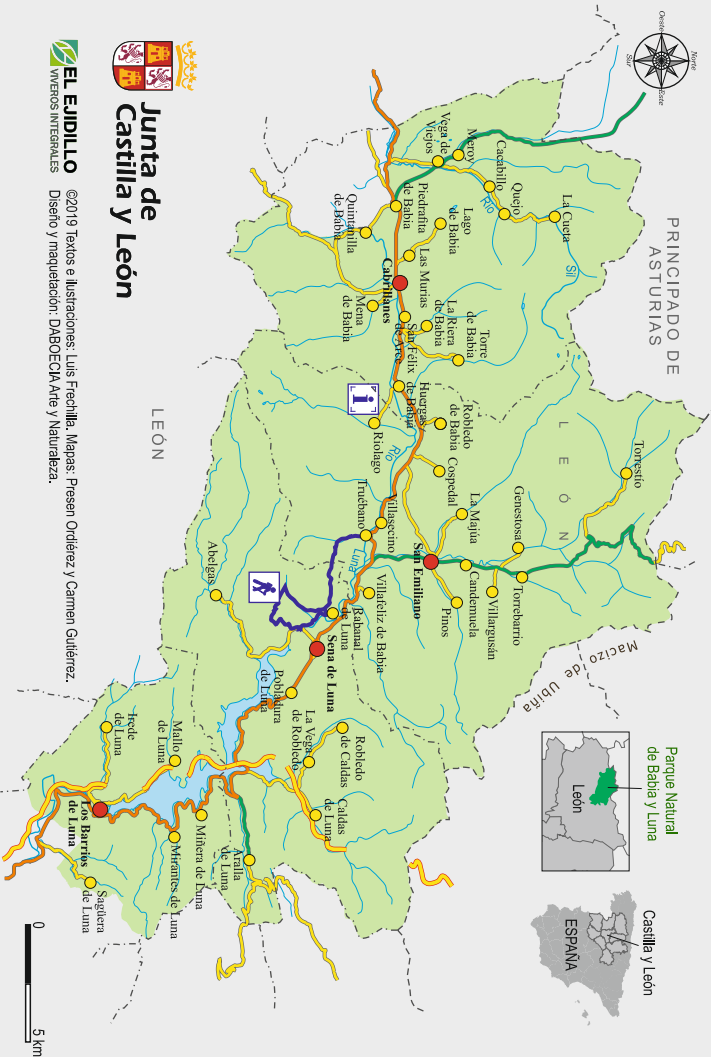 Norte
Oeste
Este
Sur
PRINCIPADO DE
ASTURIAS
Parque Natural
de Babia y Luna
León
Castilla y León
ESPAÑA
Macizo de Ubiña
L E Ó N
LEÓN
La Cueta
Sil
Quejo
Río
Cacabillo
Meroy
Vega de
Viejos
Piedrafita
de Babia
Lago
de Babia
Las Murias
Quintanilla
de Babia
Cabrillanes
Mena
de Babia
La Riera
de Babia
Torre
de Babia
San Félix
de Arce
Huergas
de Babia
Riolago
Robledo
de Babia
Cospedal
Río
Torrestío
Genestosa
La Majúa
Torrebarrio
Villargusán
Candemuela
Pinos
San Emiliano
Villasecino
Truébano
Luna
Villafeliz de Babia
Rabanal
de Luna
Sena de Luna
Abelgas
Pobladura
de Luna
La Vega
de Robledo
Robledo
de Caldas
Caldas
de Luna
Aralla
de Luna
Mallo
de Luna
Irede
de Luna
Miñera de Luna
Mirantes de Luna
Los Barrios
de Luna
Sagüera
de Luna
i
0
5 km
Junta de
Castilla y León
EL EJIDILLO
VIVEROS INTEGRALES
©2019 Textos e ilustraciones: Luis Frechilla. Mapas: Presen Ordiérez y Carmen Gutiérrez.
Diseño y maquetación: DABOECIA Arte y Naturaleza.